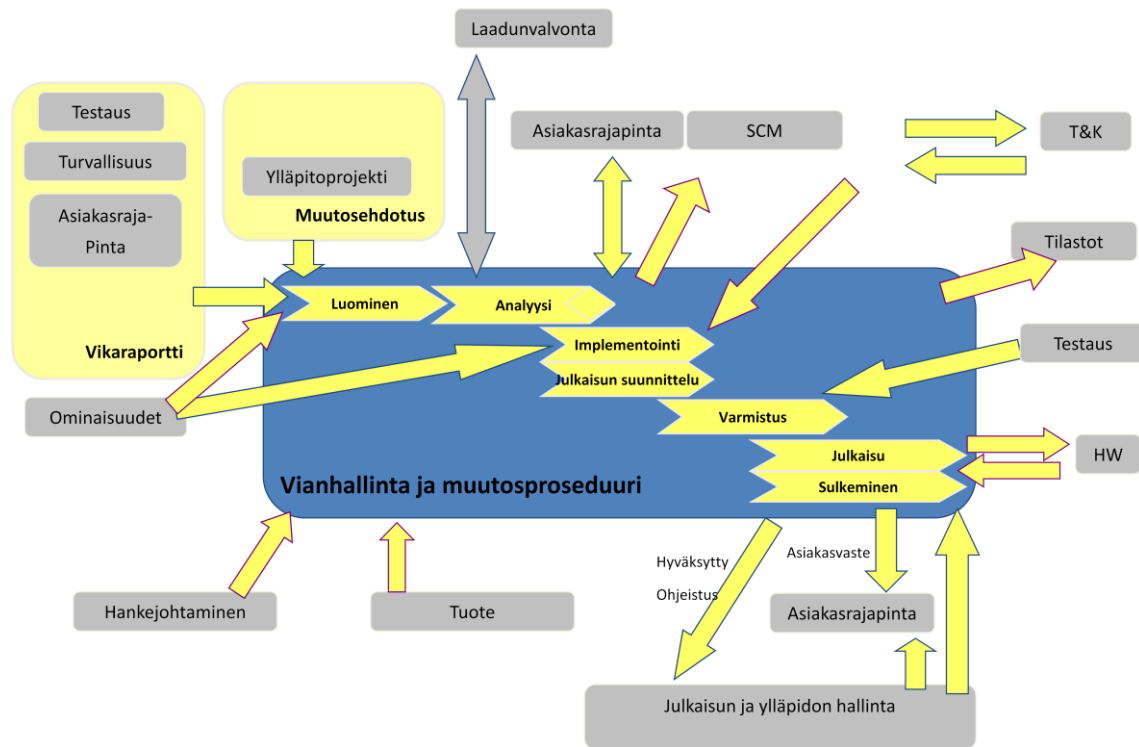 Laadunvalvonta
Testaus
Turvallisuus
Asiakasraja-
Pinta
Vikaraportti
Ylläpitoprojekti
Muutosehdotus
Asiakasrajapinta
SCM
T&K
Tilastot
Testaus
HW
Ominaisuudet
Luominen
Analyysi
Implementointi
Julkaisun suunnittelu
Varmistus
Julkaisu
Sulkeminen
Vianhallinta ja muutosproseduuri
Hankejohtaminen
Tuote
Hyväksytty
Ohjeistus
Asiakasvaste
Asiakasrajapinta
Julkaisun ja ylläpidon hallinta